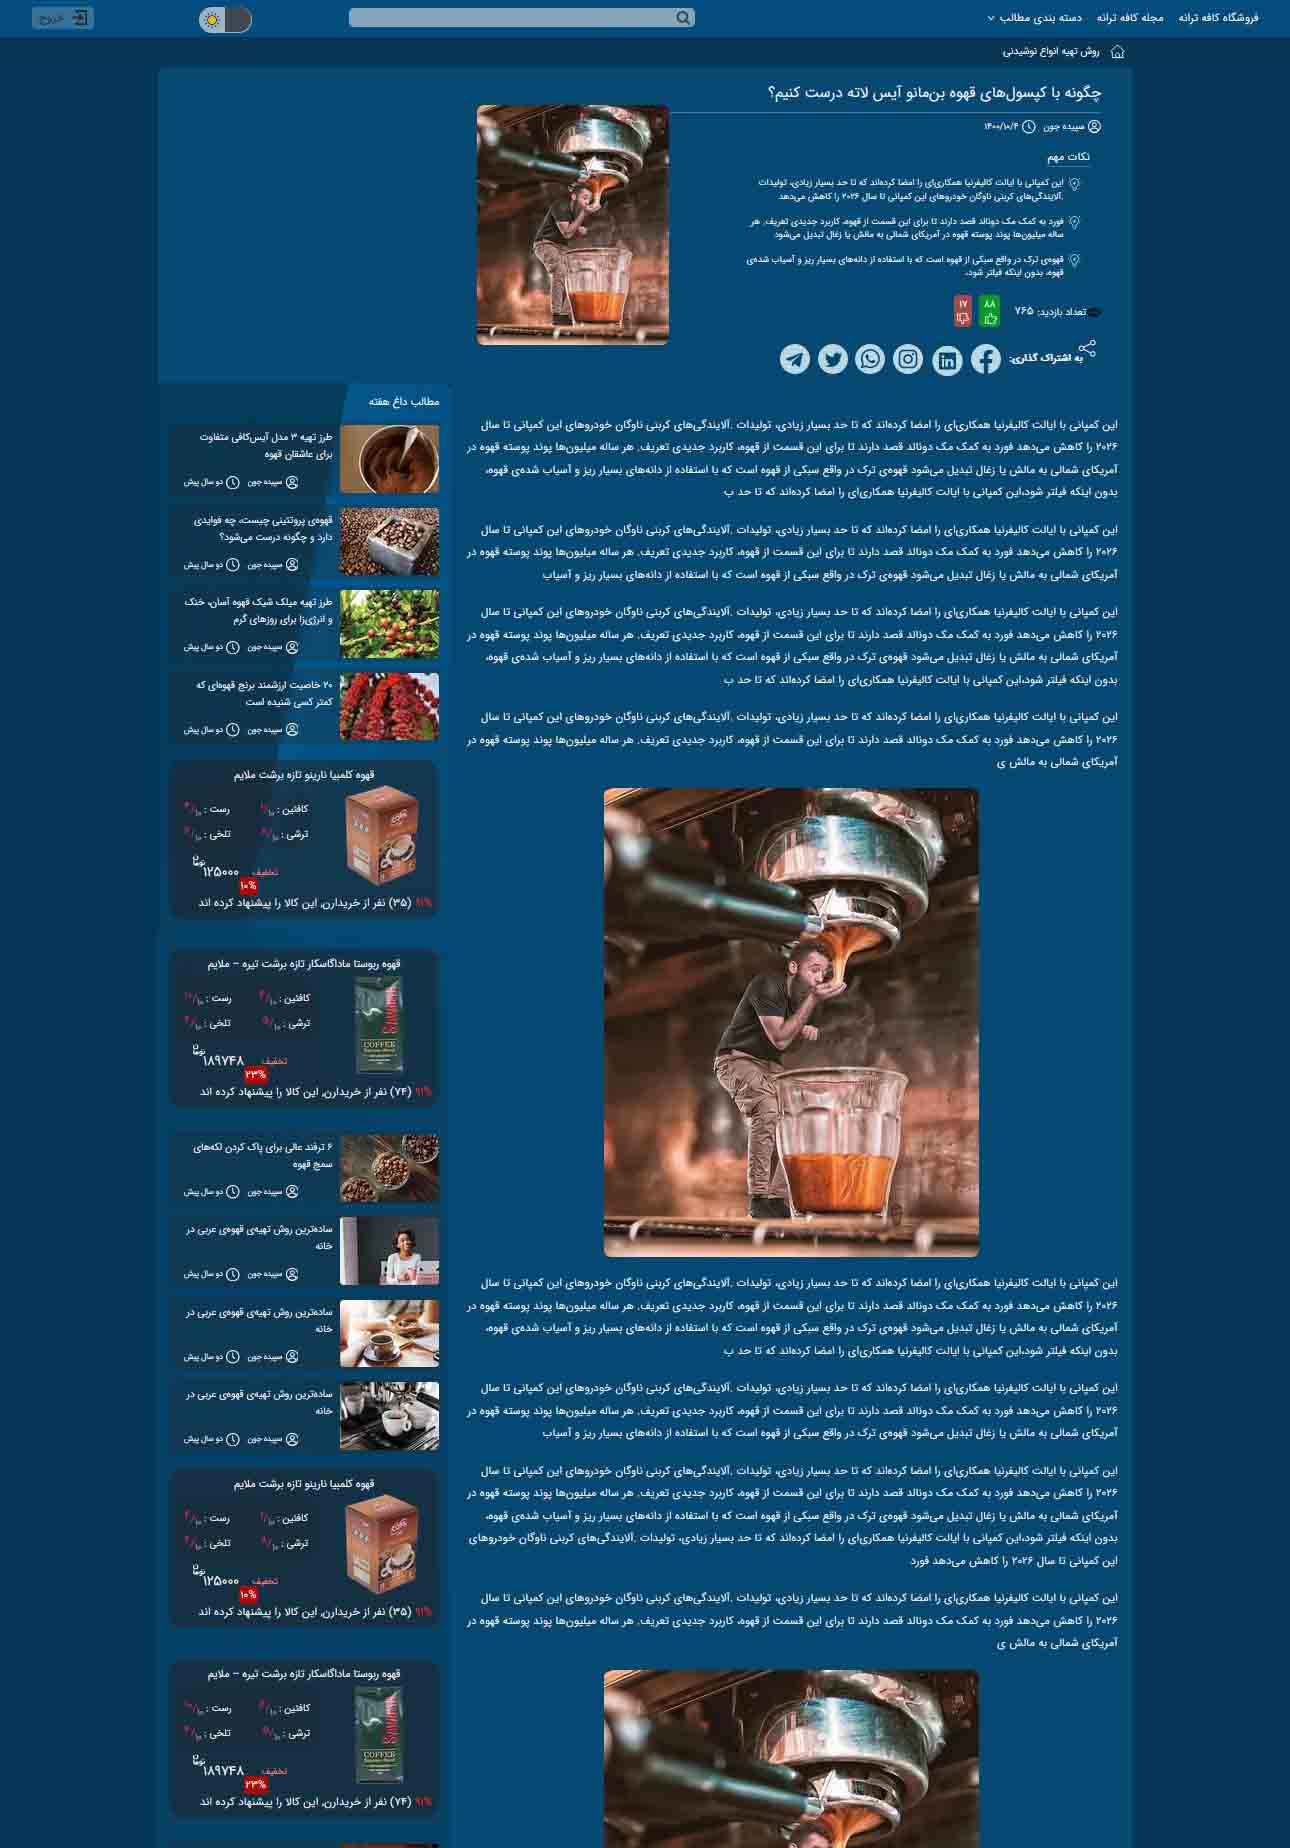 فروشگاه کافه ترانه
مجله کافه ترانه
دسته بندی مطالب
خروج
روش تهیه انواع نوشیدنی
چگونه با کپسول‌های قهوه بن‌مانو آیس لاته درست کنیم؟
سپیده جون
۱۴۰۰/۱۰/۴
نکات مهم
این کمپانی با ایالت کالیفرنیا همکاری‌ای را امضا کرده‌اند که تا حد بسیار زیادی، تولیدات
.آلایندگی‌های کربنی ناوگان خودروهای این کمپانی تا سال ۲۰۲۶ را کاهش می‌دهد
فورد به کمک مک دونالد قصد دارند تا برای این قسمت از قهوه، کاربرد جدیدی تعریف. هر
ساله میلیون‌ها پوند پوسته قهوه در آمریکای شمالی به مالش یا زغال تبدیل می‌شود
قهوه‌ی ترک در واقع سبکی از قهوه است که با استفاده از دانه‌های بسیار ریز و آسیاب شده‌ی
قهوه، بدون اینکه فیلتر شود،
تعداد بازدید: ۷۶۵
۸۸
۱۷
به اشتراک گذاری:
این کمپانی با ایالت کالیفرنیا همکاری‌ای را امضا کرده‌اند که تا حد بسیار زیادی، تولیدات .آلایندگی‌های کربنی ناوگان خودروهای این کمپانی تا سال
۲۰۲۶ را کاهش می‌دهد فورد به کمک مک دونالد قصد دارند تا برای این قسمت از قهوه، کاربرد جدیدی تعریف. هر ساله میلیون‌ها پوند پوسته قهوه در
آمریکای شمالی به مالش یا زغال تبدیل می‌شود قهوه‌ی ترک در واقع سبکی از قهوه است که با استفاده از دانه‌های بسیار ریز و آسیاب شده‌ی قهوه،
بدون اینکه فیلتر شود،این کمپانی با ایالت کالیفرنیا همکاری‌ای را امضا کرده‌اند که تا حد ب
این کمپانی با ایالت کالیفرنیا همکاری‌ای را امضا کرده‌اند که تا حد بسیار زیادی، تولیدات .آلایندگی‌های کربنی ناوگان خودروهای این کمپانی تا سال
۲۰۲۶ را کاهش می‌دهد فورد به کمک مک دونالد قصد دارند تا برای این قسمت از قهوه، کاربرد جدیدی تعریف. هر ساله میلیون‌ها پوند پوسته قهوه در
آمریکای شمالی به مالش یا زغال تبدیل می‌شود قهوه‌ی ترک در واقع سبکی از قهوه است که با استفاده از دانه‌های بسیار ریز و آسیاب
این کمپانی با ایالت کالیفرنیا همکاری‌ای را امضا کرده‌اند که تا حد بسیار زیادی، تولیدات .آلایندگی‌های کربنی ناوگان خودروهای این کمپانی تا سال
۲۰۲۶ را کاهش می‌دهد فورد به کمک مک دونالد قصد دارند تا برای این قسمت از قهوه، کاربرد جدیدی تعریف. هر ساله میلیون‌ها پوند پوسته قهوه در
آمریکای شمالی به مالش یا زغال تبدیل می‌شود قهوه‌ی ترک در واقع سبکی از قهوه است که با استفاده از دانه‌های بسیار ریز و آسیاب شده‌ی قهوه،
بدون اینکه فیلتر شود،این کمپانی با ایالت کالیفرنیا همکاری‌ای را امضا کرده‌اند که تا حد ب
این کمپانی با ایالت کالیفرنیا همکاری‌ای را امضا کرده‌اند که تا حد بسیار زیادی، تولیدات .آلایندگی‌های کربنی ناوگان خودروهای این کمپانی تا سال
۲۰۲۶ را کاهش می‌دهد فورد به کمک مک دونالد قصد دارند تا برای این قسمت از قهوه، کاربرد جدیدی تعریف. هر ساله میلیون‌ها پوند پوسته قهوه در
آمریکای شمالی به مالش ی
این کمپانی با ایالت کالیفرنیا همکاری‌ای را امضا کرده‌اند که تا حد بسیار زیادی، تولیدات .آلایندگی‌های کربنی ناوگان خودروهای این کمپانی تا سال
۲۰۲۶ را کاهش می‌دهد فورد به کمک مک دونالد قصد دارند تا برای این قسمت از قهوه، کاربرد جدیدی تعریف. هر ساله میلیون‌ها پوند پوسته قهوه در
آمریکای شمالی به مالش یا زغال تبدیل می‌شود قهوه‌ی ترک در واقع سبکی از قهوه است که با استفاده از دانه‌های بسیار ریز و آسیاب شده‌ی قهوه،
بدون اینکه فیلتر شود،این کمپانی با ایالت کالیفرنیا همکاری‌ای را امضا کرده‌اند که تا حد ب
این کمپانی با ایالت کالیفرنیا همکاری‌ای را امضا کرده‌اند که تا حد بسیار زیادی، تولیدات .آلایندگی‌های کربنی ناوگان خودروهای این کمپانی تا سال
۲۰۲۶ را کاهش می‌دهد فورد به کمک مک دونالد قصد دارند تا برای این قسمت از قهوه، کاربرد جدیدی تعریف. هر ساله میلیون‌ها پوند پوسته قهوه در
آمریکای شمالی به مالش یا زغال تبدیل می‌شود قهوه‌ی ترک در واقع سبکی از قهوه است که با استفاده از دانه‌های بسیار ریز و آسیاب
این کمپانی با ایالت کالیفرنیا همکاری‌ای را امضا کرده‌اند که تا حد بسیار زیادی، تولیدات .آلایندگی‌های کربنی ناوگان خودروهای این کمپانی تا سال
۲۰۲۶ را کاهش می‌دهد فورد به کمک مک دونالد قصد دارند تا برای این قسمت از قهوه، کاربرد جدیدی تعریف. هر ساله میلیون‌ها پوند پوسته قهوه در
آمریکای شمالی به مالش یا زغال تبدیل می‌شود قهوه‌ی ترک در واقع سبکی از قهوه است که با استفاده از دانه‌های بسیار ریز و آسیاب شده‌ی قهوه،
بدون اینکه فیلتر شود،این کمپانی با ایالت کالیفرنیا همکاری‌ای را امضا کرده‌اند که تا حد بسیار زیادی، تولیدات .آلایندگی‌های کربنی ناوگان خودروهای
این کمپانی تا سال ۲۰۲۶ را کاهش می‌دهد فورد
این کمپانی با ایالت کالیفرنیا همکاری‌ای را امضا کرده‌اند که تا حد بسیار زیادی، تولیدات .آلایندگی‌های کربنی ناوگان خودروهای این کمپانی تا سال
۲۰۲۶ را کاهش می‌دهد فورد به کمک مک دونالد قصد دارند تا برای این قسمت از قهوه، کاربرد جدیدی تعریف. هر ساله میلیون‌ها پوند پوسته قهوه در
آمریکای شمالی به مالش ی
مطالب داغ هفته
طرز تهیه ۳ مدل آیس‌کافی متفاوت
برای عاشقان قهوه
سپیده جون
دو سال پیش
قهوه‌ی پروتئینی چیست، چه فوایدی
دارد و چگونه درست می‌شود؟
سپیده جون
دو سال پیش
طرز تهیه میلک شیک قهوه آسان، خنک
و انرژی‌زا برای روزهای گرم
سپیده جون
دو سال پیش
۲۰ خاصیت ارزشمند برنج قهوه‌ای که
کمتر کسی شنیده است
سپیده جون
دو سال پیش
قهوه کلمبیا نارینو تازه برشت ملایم
کافئین :
رست :
ترشی :
تلخی :
تخفیف
۱۰%
۱۲۵۰۰۰ تومان
۹۱% (۳۵) نفر از خریدارن, این کالا را پیشنهاد کرده اند
قهوه ربوستا ماداگاسکار تازه برشت تیره – ملایم
SAVANNA
COFFEE
کافئین :
رست :
ترشی :
تلخی :
تخفیف
۲۳%
۱۸۹۷۴۸ تومان
۹۱% (۷۴) نفر از خریدارن, این کالا را پیشنهاد کرده اند
۶ ترفند عالی برای پاک کردن لکه‌های
سمج قهوه
سپیده جون
دو سال پیش
ساده‌ترین روش تهیه‌ی قهوه‌ی عربی در
خانه
سپیده جون
دو سال پیش
ساده‌ترین روش تهیه‌ی قهوه‌ی عربی در
خانه
سپیده جون
دو سال پیش
ساده‌ترین روش تهیه‌ی قهوه‌ی عربی در
خانه
سپیده جون
دو سال پیش
قهوه کلمبیا نارینو تازه برشت ملایم
کافئین :
رست :
ترشی :
تلخی :
تخفیف
۱۰%
۱۲۵۰۰۰ تومان
۹۱% (۳۵) نفر از خریدارن, این کالا را پیشنهاد کرده اند
قهوه ربوستا ماداگاسکار تازه برشت تیره – ملایم
SAVANNA
COFFEE
کافئین :
رست :
ترشی :
تلخی :
تخفیف
۲۳%
۱۸۹۷۴۸ تومان
۹۱% (۷۴) نفر از خریدارن, این کالا را پیشنهاد کرده اند